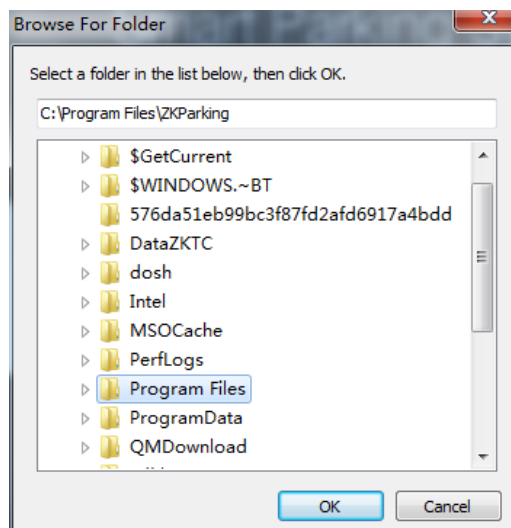 Browse For Folder
Select a folder in the list below, then click OK.
C:\Program Files\ZKParking
$GetCurrent
$WINDOWS.~BT
576da51eb99bc3f87fd2afd6917a4bdd
DataZKTC
dosh
Intel
MSOCache
PerfLogs
Program Files
ProgramData
QMDownload
OK Cancel